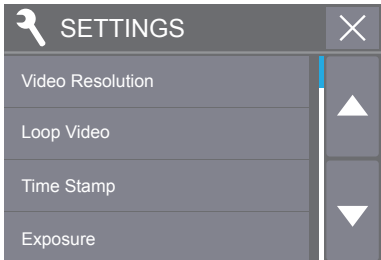 SETTINGS
Video Resolution
Loop Video
Time Stamp
Exposure